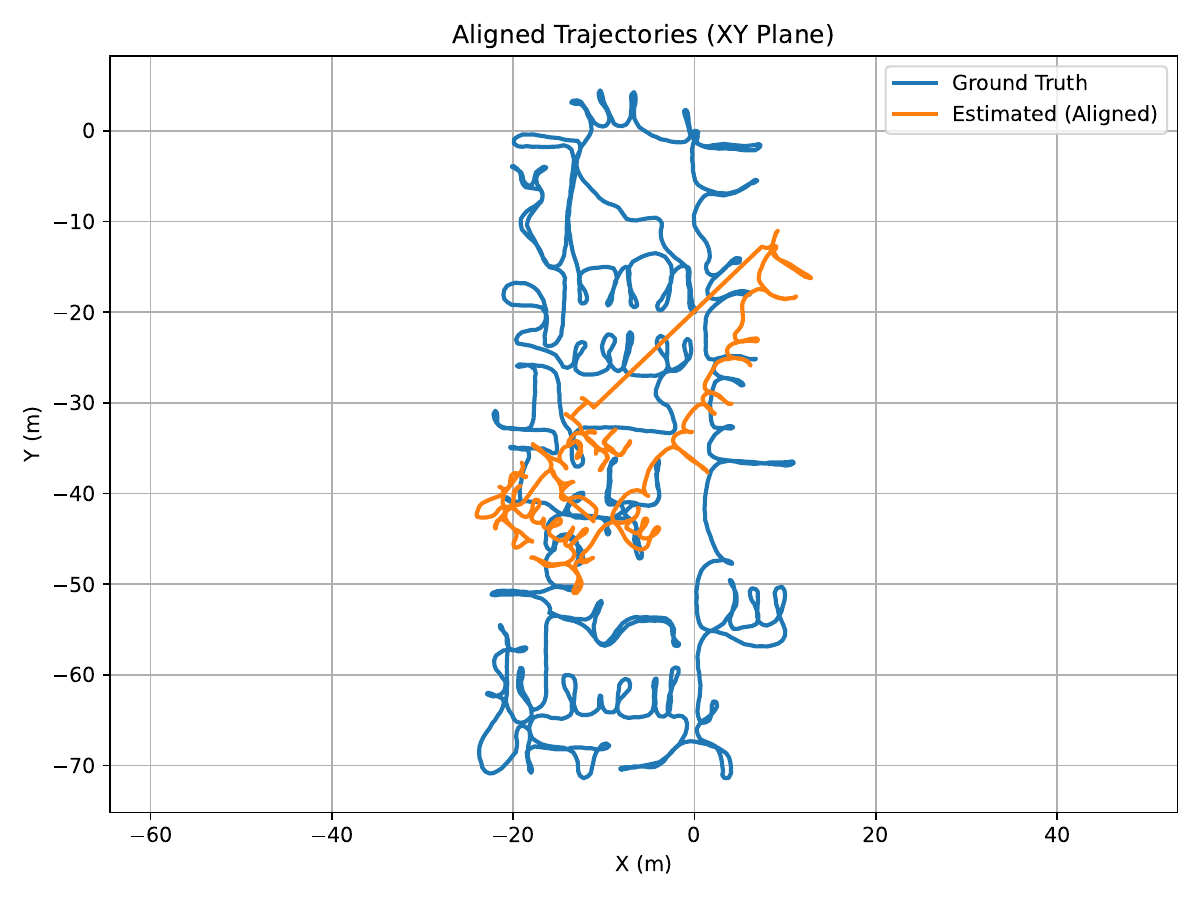 Aligned Trajectories (XY Plane)
Ground Truth
Estimated (Aligned)
0
−10
−20
−30
−40
−50
−60
−70
Y (m)
−60
−40
−20
0
20
40
X (m)